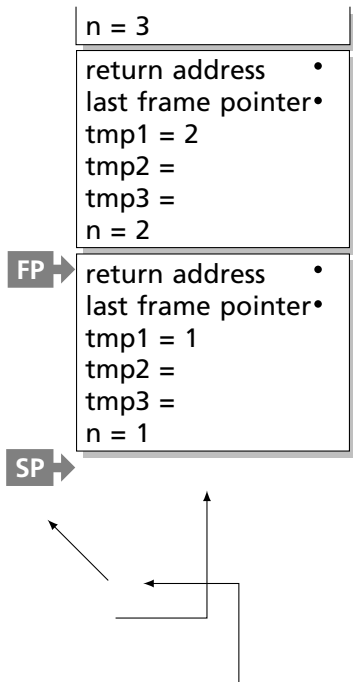 n = 3
return address •
last frame pointer•
tmp1 = 2
tmp2 =
tmp3 =
n = 2
FP
return address •
last frame pointer•
tmp1 = 1
tmp2 =
tmp3 =
n = 1
SP